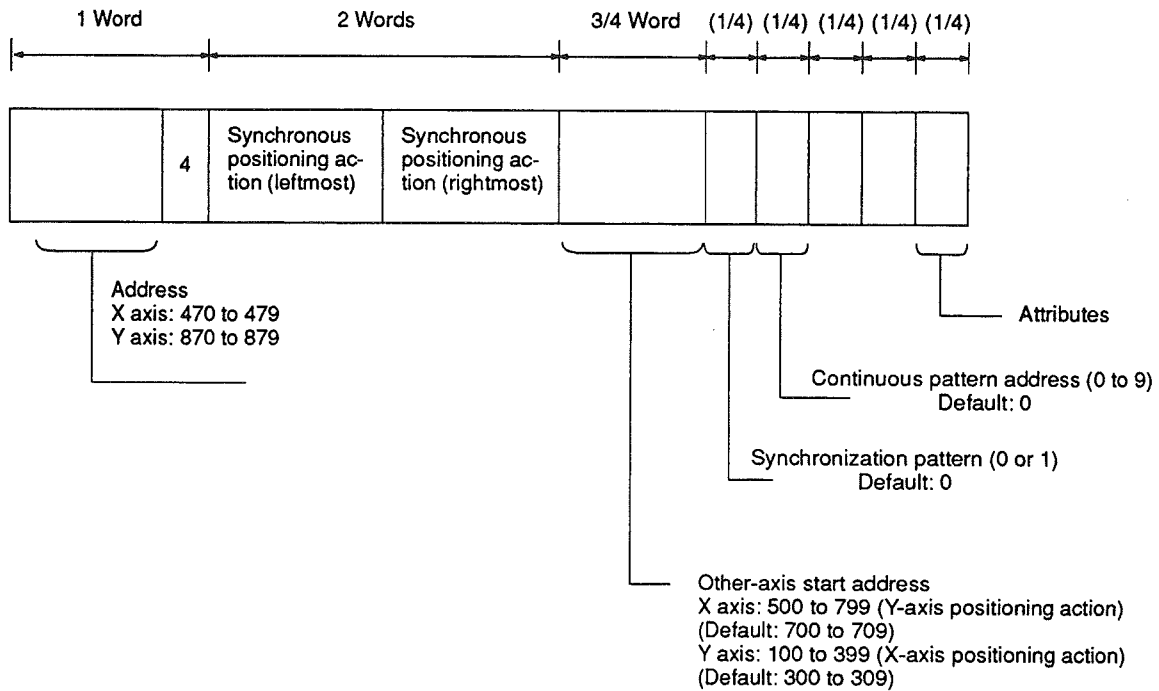 1 Word 2 Words 3/4 Word (1/4) (1/4) (1/4) (1/4) (1/4)
4
Synchronous
positioning ac-
tion (leftmost)
Synchronous
positioning ac-
tion (rightmost)
Address
X axis: 470 to 479
Y axis: 870 to 879
Attributes
Continuous pattern address (0 to 9)
Default: 0
Synchronization pattern (0 or 1)
Default: 0
Other-axis start address
X axis: 500 to 799 (Y-axis positioning action)
(Default: 700 to 709)
Y axis: 100 to 399 (X-axis positioning action)
(Default: 300 to 309)